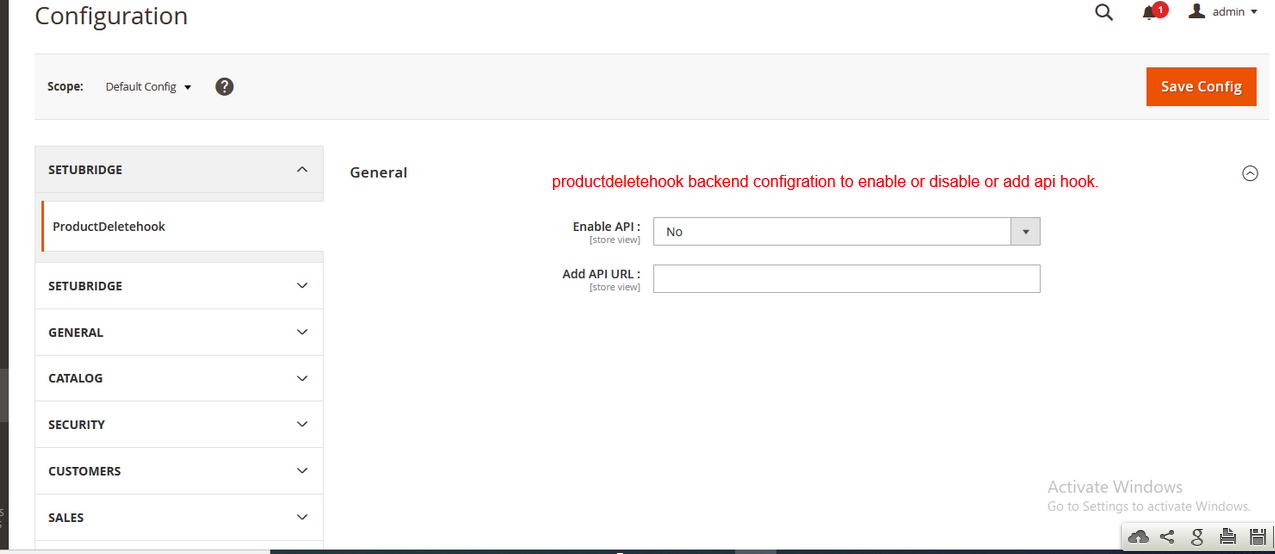 Configuration
1
admin
Scope: Default Config ?
Save Config
SETUBRIDGE
ProductDeletehook
SETUBRIDGE
GENERAL
CATALOG
SECURITY
CUSTOMERS
SALES
General
productdeletehook backend configration to enable or disable or add api hook.
Enable API :
[store view]
No
Add API URL :
[store view]
Activate Windows
Go to Settings to activate Windows.
g